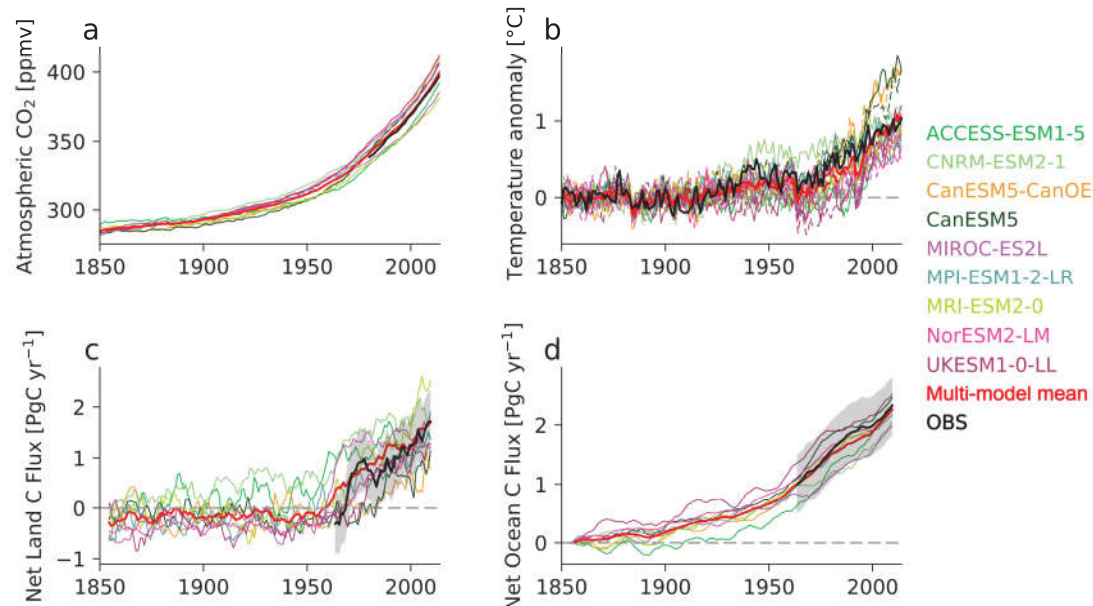 a
Atmospheric CO₂ [ppmv]
400
350
300
1850
1900
1950
2000
b
Temperature anomaly [°C]
1
0
1850
1900
1950
2000
c
Net Land C Flux [PgC yr⁻¹]
2
1
0
−1
1850
1900
1950
2000
d
Net Ocean C Flux [PgC yr⁻¹]
2
1
0
1850
1900
1950
2000
ACCESS-ESM1-5
CNRM-ESM2-1
CanESM5-CanOE
CanESM5
MIROC-ES2L
MPI-ESM1-2-LR
MRI-ESM2-0
NorESM2-LM
UKESM1-0-LL
Multi-model mean
OBS